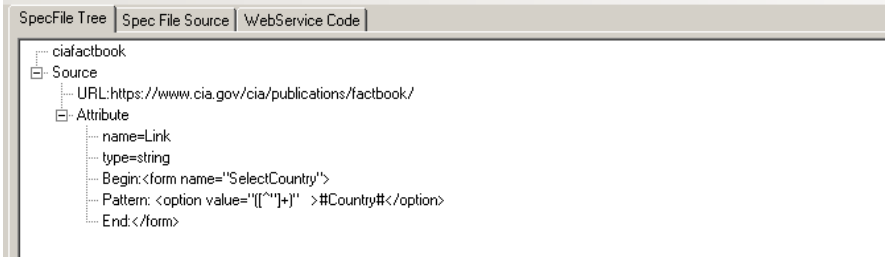 SpecFile Tree Spec File Source WebService Code
ciafactbook
Source
URL:https://www.cia.gov/cia/publications/factbook/
Attribute
name=Link
type=string
Begin:<form name="SelectCountry">
Pattern: <option value="([^"]+)"  >#Country#</option>
End:</form>